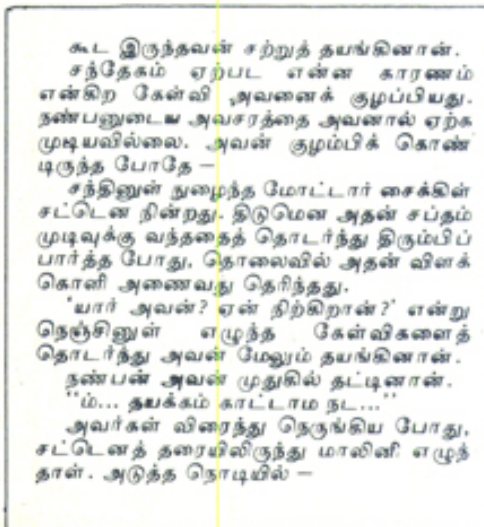 கூட இருந்தவன் சற்றுத் தயங்கினான்.
சந்தேகம் ஏற்பட என்ன காரணம்
என்கிற கேள்வி அவனைக் குழப்பியது.
நண்பனுடைய அவசரத்தை அவனால் ஏற்க
முடியவில்லை. அவன் குழம்பிக் கொண்
டிருந்த போதே —
சந்தினுள் நுழைந்த மோட்டார் சைக்கிள்
சட்டென நின்றது. திடுமென அதன் சப்தம்
முடிவுக்கு வந்ததைத் தொடர்ந்து திரும்பிப்
பார்த்த போது, தொலைவில் அதன் விளக்
கொளி அணைவது தெரிந்தது.
'யார் அவன்? ஏன் நிற்கிறான்?' என்று
நெஞ்சினுள் எழுந்த கேள்விகளைத்
தொடர்ந்து அவன் மேலும் தயங்கினான்.
நண்பன் அவன் முதுகில் தட்டினான்.
''ம்... தயக்கம் காட்டாம நட...''
அவர்கள் விரைந்து நெருங்கிய போது,
சட்டெனத் தரையிலிருந்து மாலினி எழுந்
தாள். அடுத்த நொடியில் —